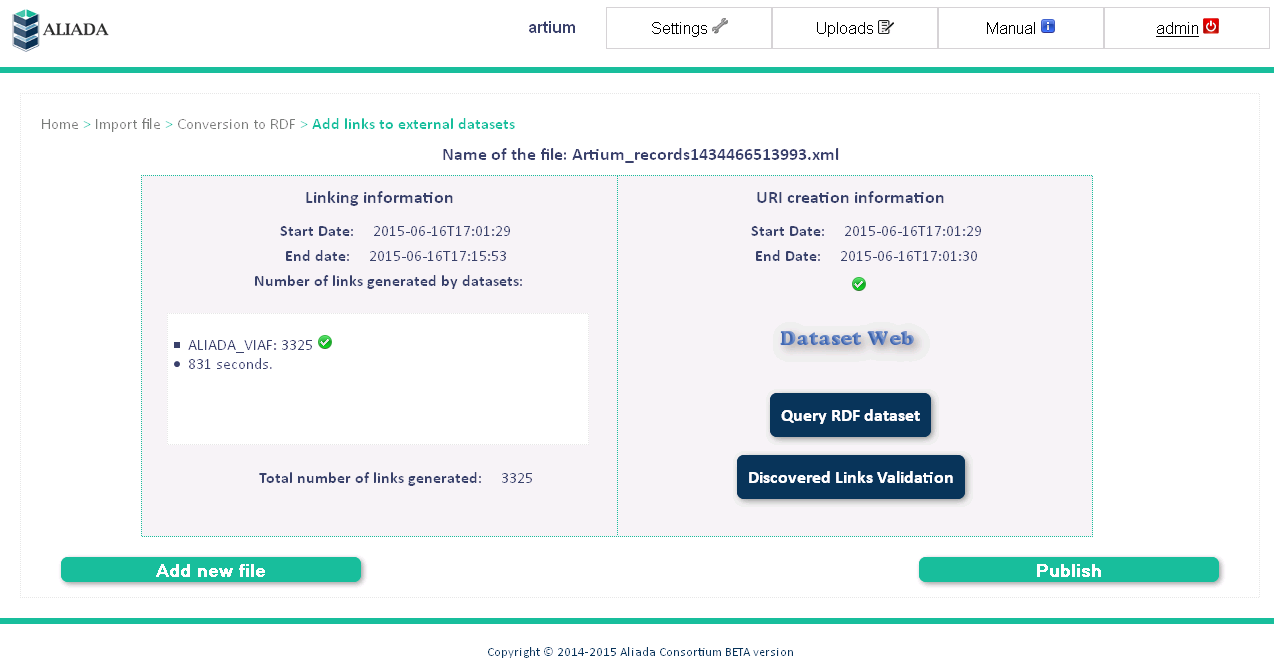 ALIADA
artium
Settings
Uploads
Manual
admin
Home > Import file > Conversion to RDF > Add links to external datasets
Name of the file: Artium_records1434466513993.xml
Linking information
Start Date: 2015-06-16T17:01:29
End date: 2015-06-16T17:15:53
Number of links generated by datasets:
ALIADA_VIAF: 3325
831 seconds.
Total number of links generated: 3325
URI creation information
Start Date: 2015-06-16T17:01:29
End Date: 2015-06-16T17:01:30
Dataset Web
Query RDF dataset
Discovered Links Validation
Add new file
Publish
Copyright © 2014-2015 Aliada Consortium BETA version